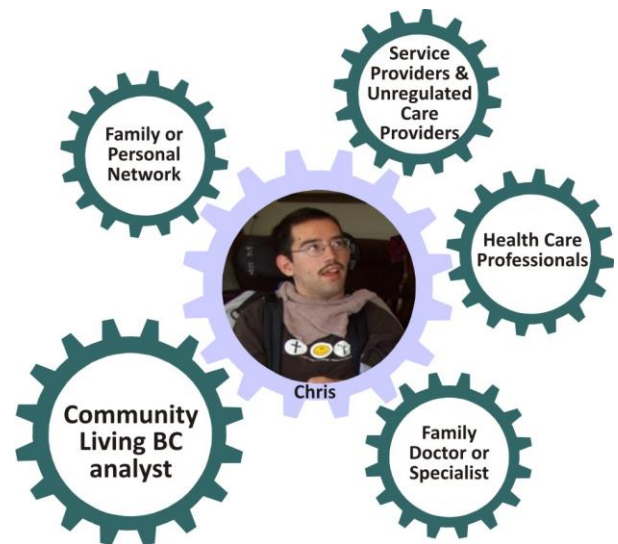 Service
Providers &
Unregulated
Care
Providers
Family or
Personal
Network
Health Care
Professionals
Chris
Community
Living BC
analyst
Family
Doctor or
Specialist